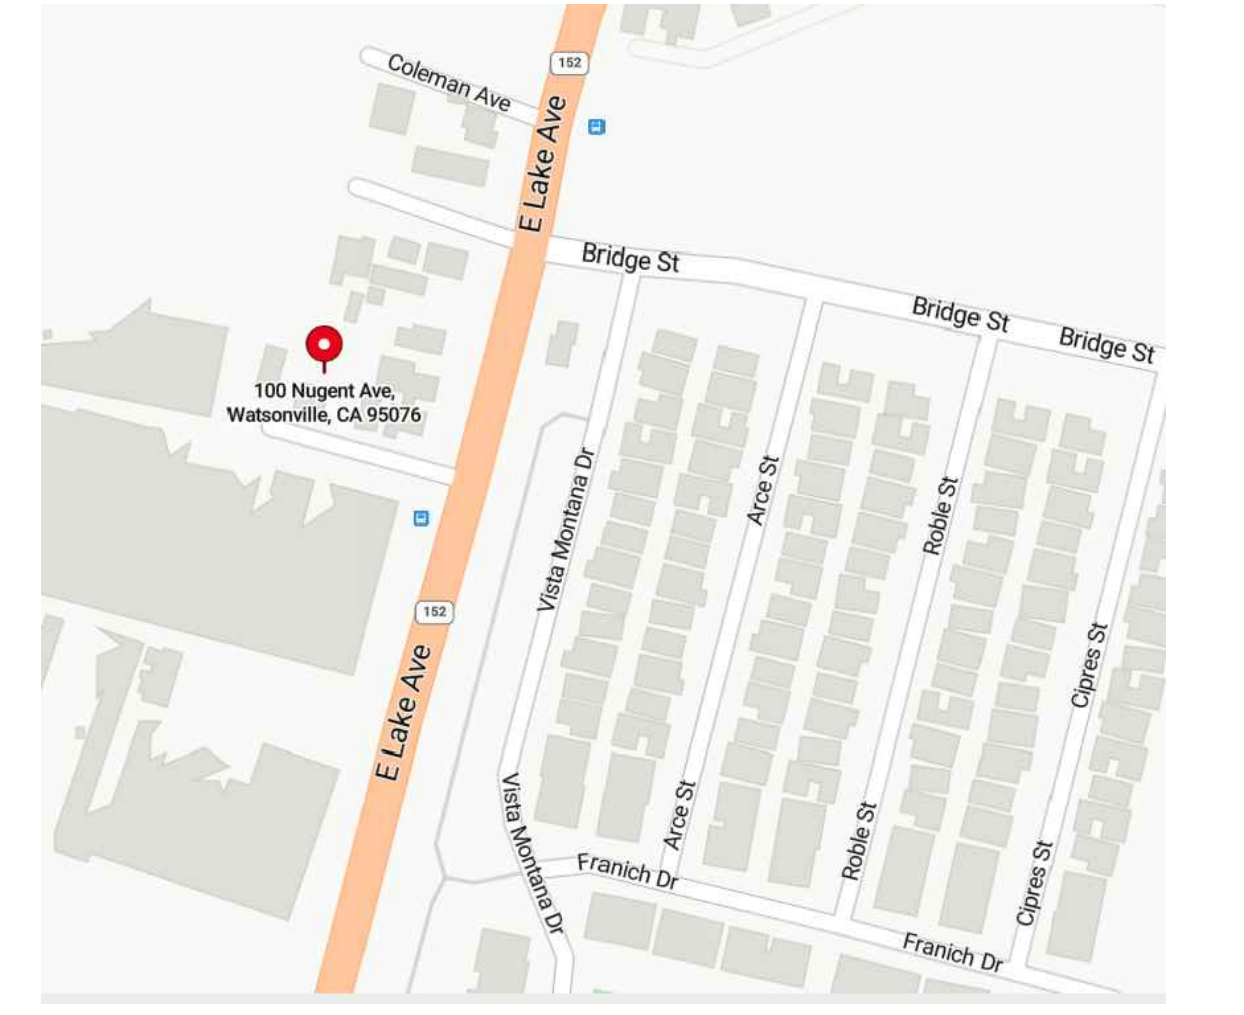 152
Coleman Ave
E Lake Ave
Bridge St
Bridge St
Bridge St
100 Nugent Ave,
Watsonville, CA 95076
Vista Montana Dr
Arce St
Roble St
152
Cipres St
E Lake Ave
Vista Montana Dr
Arce St
Roble St
Cipres St
Franich Dr
Franich Dr